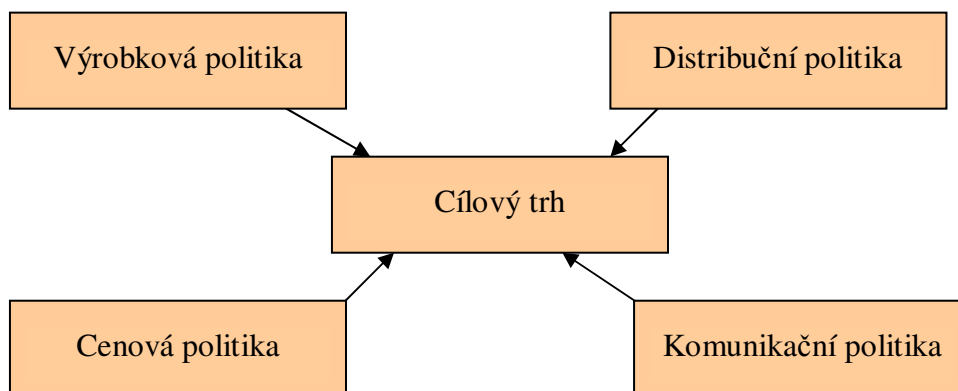 Výrobková politika
Distribuční politika
Cílový trh
Cenová politika
Komunikační politika